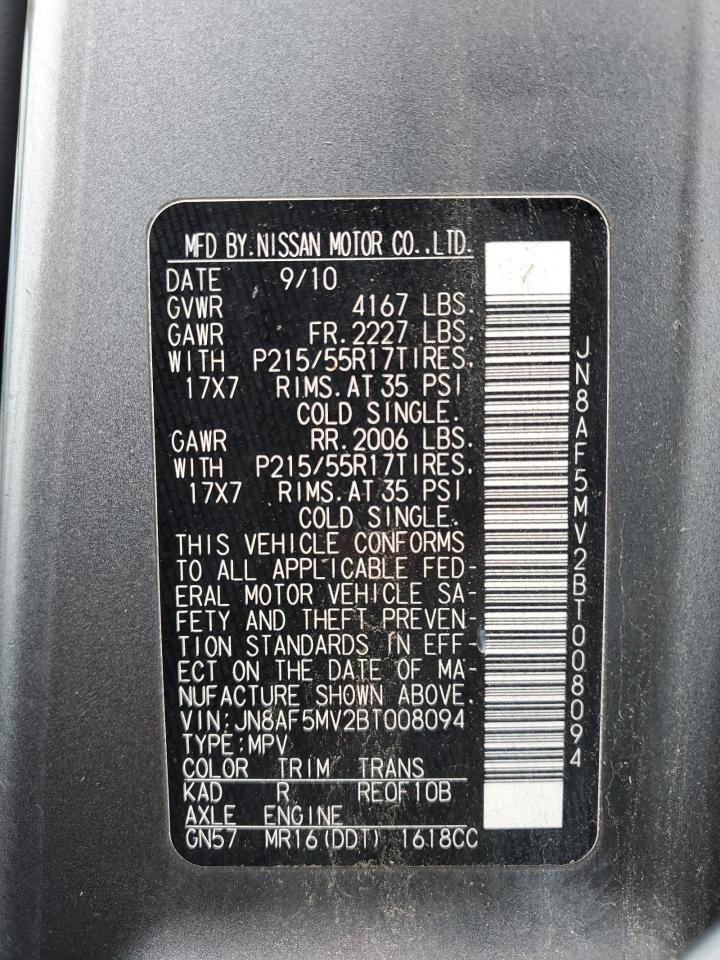 MFD BY.NISSAN MOTOR CO.,LTD.
DATE 9/10
GVWR 4167 LBS.
GAWR FR.2227 LBS.
WITH P215/55R17TIRES.
17X7 RIMS.AT 35 PSI
COLD SINGLE.
GAWR RR.2006 LBS.
WITH P215/55R17TIRES.
17X7 RIMS.AT 35 PSI
COLD SINGLE.
THIS VEHICLE CONFORMS
TO ALL APPLICABLE FED-
ERAL MOTOR VEHICLE SA-
FETY AND THEFT PREVEN-
TION STANDARDS IN EFF-
ECT ON THE DATE OF MA-
NUFACTURE SHOWN ABOVE.
VIN:JN8AF5MV2BT008094
TYPE:MPV
COLOR TRIM TRANS
KAD R REOF10B
AXLE ENGINE
GN57 MR16(DDT) 1618CC
JN8AF5MV2BT008094